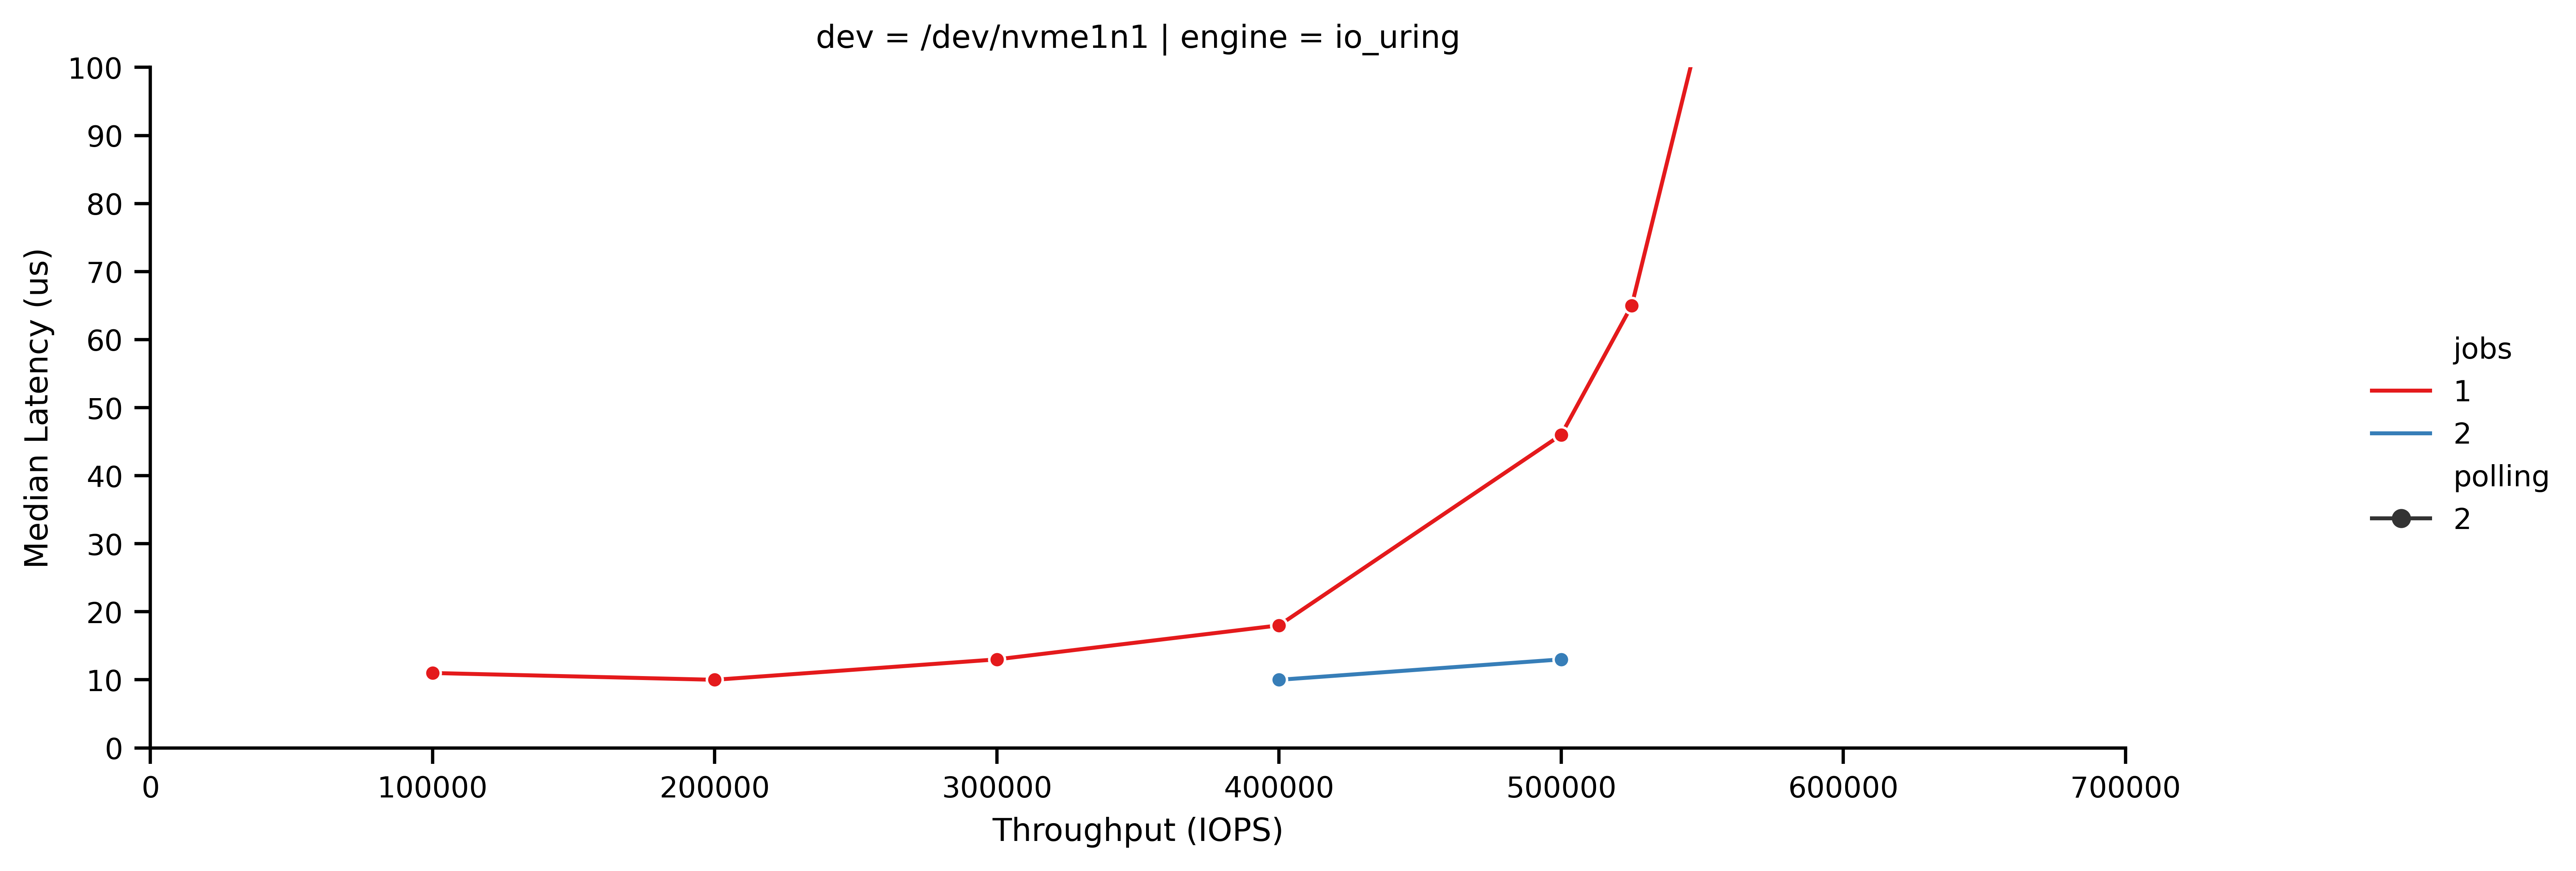 dev = /dev/nvme1n1 | engine = io_uring
100
90
80
70
60
50
40
30
20
10
0
Median Latency (us)
0 100000 200000 300000 400000 500000 600000 700000
Throughput (IOPS)
jobs
1
2
polling
2